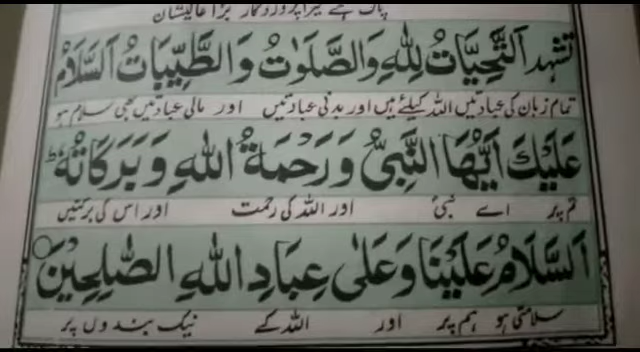 پاک ہے میرا پروردگار بڑا عالیشان
تشہد اَلتَّحِيَّاتُ لِلّٰهِ وَالصَّلَوٰتُ وَالطَّيِّبَاتُ اَلسَّلَامُ
تمام زبان کی عبادتیں اللہ کیلئے ہیں اور بدنی عبادتیں اور مالی عبادتیں بھی سلام ہو
عَلَيْكَ اَيُّهَا النَّبِيُّ وَرَحْمَةُ اللّٰهِ وَبَرَكَاتُهٗ ط
تم پر اے نبیؐ اور اللہ کی رحمت اور اس کی برکتیں
اَلسَّلَامُ عَلَيْنَا وَعَلٰى عِبَادِ اللّٰهِ الصّٰلِحِيْنَ
سلامتی ہو ہم پر اور اللہ کے نیک بندوں پر